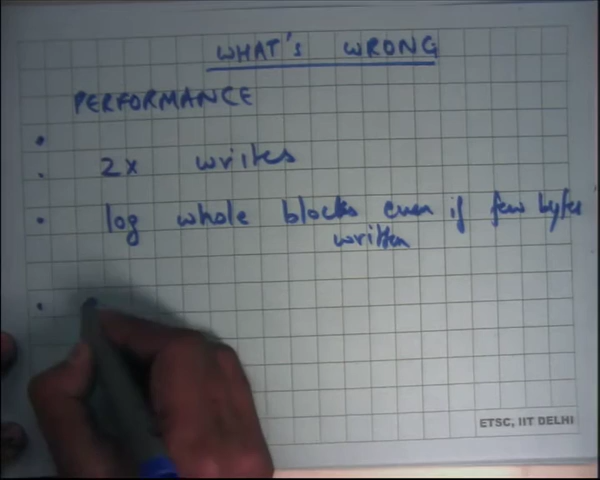 WHAT'S WRONG
PERFORMANCE
• 2x writes
• log whole blocks even if few bytes
written
•
ETSC, IIT DELHI